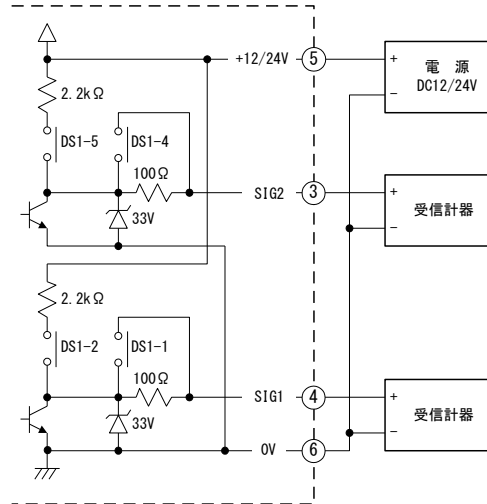 +12/24V
5
+
電 源
DC12/24V
−
2.2kΩ
DS1-5
DS1-4
100Ω
SIG2
3
+
受信計器
−
33V
2.2kΩ
DS1-2
DS1-1
100Ω
SIG1
4
+
受信計器
−
33V
0V
6